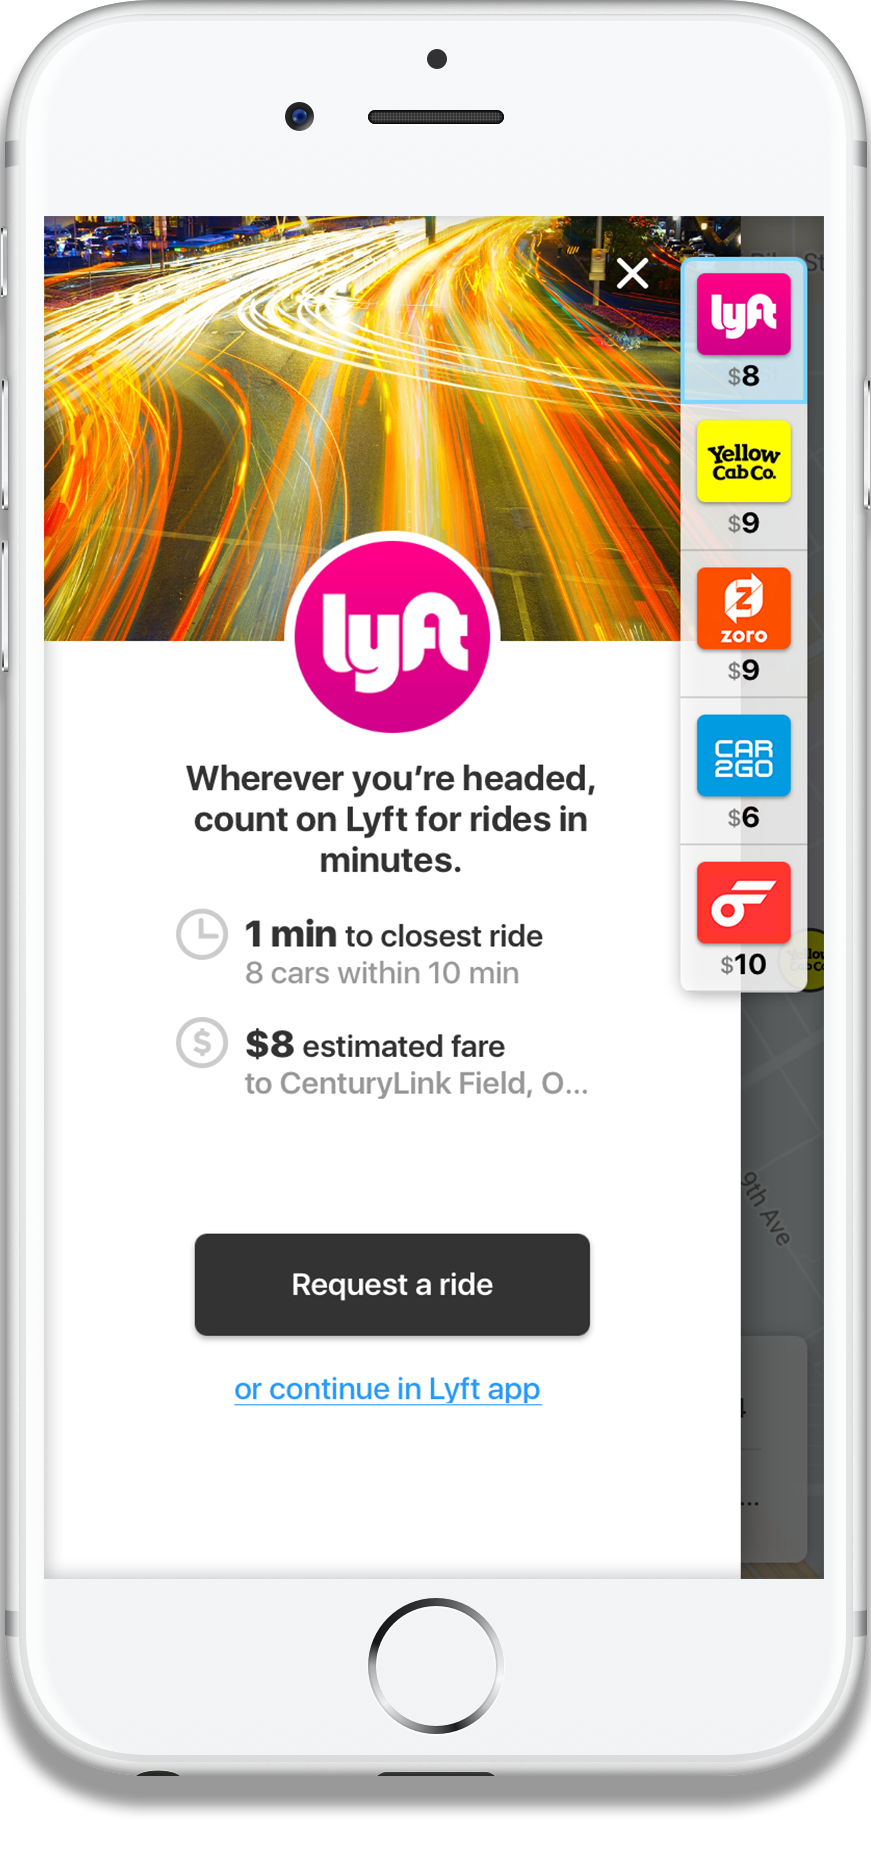 lyft
$8
Yellow
Cab Co.
$9
zoro
$9
CAR
2GO
$6
$10
lyft
Wherever you’re headed,
count on Lyft for rides in
minutes.
1 min to closest ride
8 cars within 10 min
$
$8 estimated fare
to CenturyLink Field, O...
Request a ride
or continue in Lyft app
9th Ave